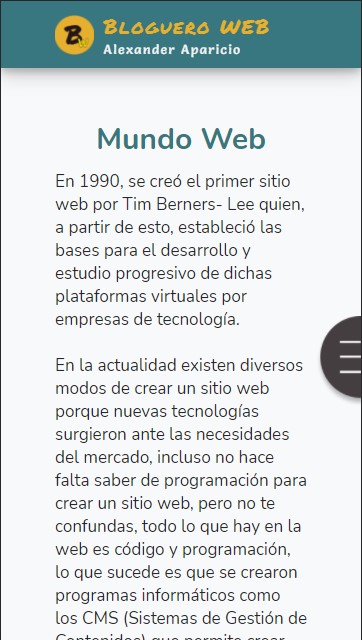 Bloguero WEB
Alexander Aparicio
Mundo Web
En 1990, se creó el primer sitio
web por Tim Berners- Lee quien,
a partir de esto, estableció las
bases para el desarrollo y
estudio progresivo de dichas
plataformas virtuales por
empresas de tecnología.
En la actualidad existen diversos
modos de crear un sitio web
porque nuevas tecnologías
surgieron ante las necesidades
del mercado, incluso no hace
falta saber de programación para
crear un sitio web, pero no te
confundas, todo lo que hay en la
web es código y programación,
lo que sucede es que se crearon
programas informáticos como
los CMS (Sistemas de Gestión de
Contenidos) que permite crear